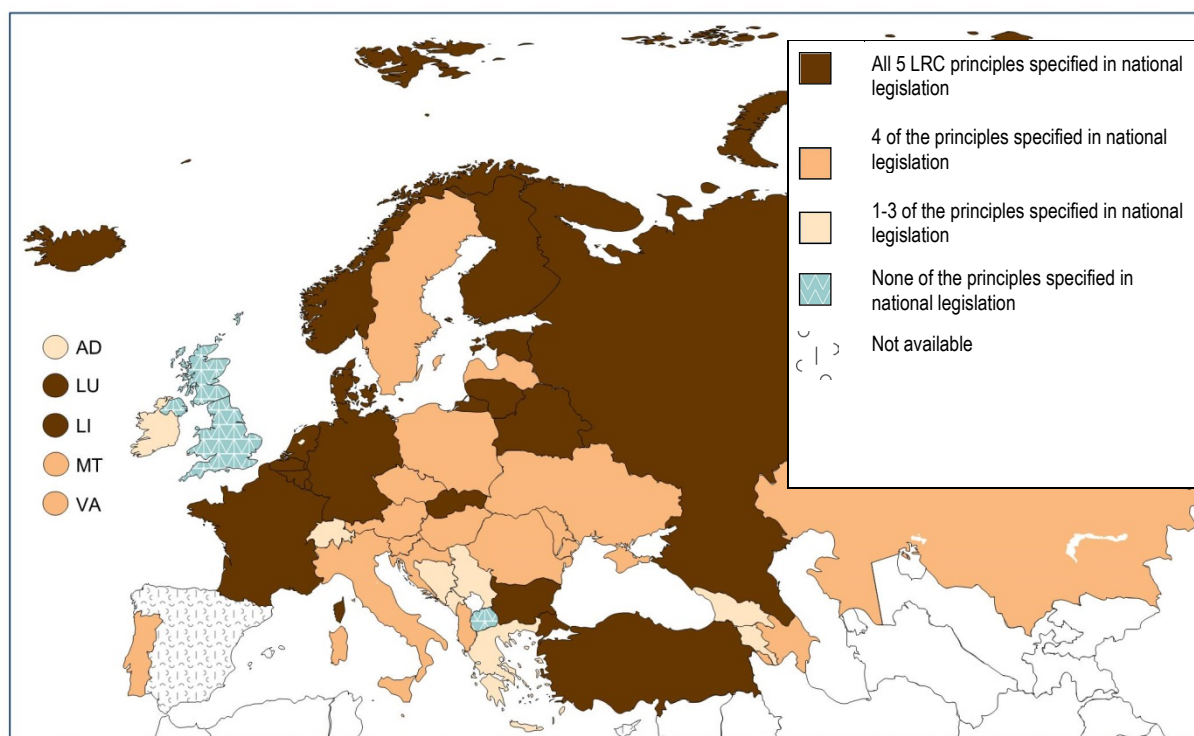 All 5 LRC principles specified in national
legislation
4 of the principles specified in national
legislation
1-3 of the principles specified in national
legislation
None of the principles specified in
national legislation
Not available
AD
LU
LI
MT
VA